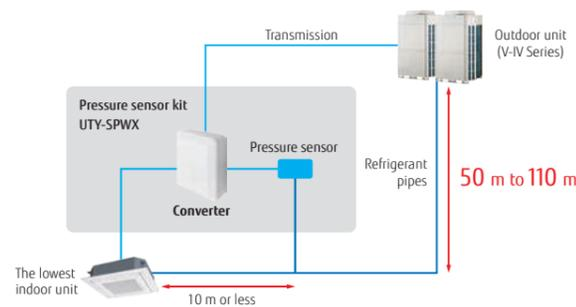 Transmission
Outdoor unit
(V-IV Series)
Pressure sensor kit
UTY-SPWX
Pressure sensor
Converter
Refrigerant
pipes
50 m to 110 m
The lowest
indoor unit
10 m or less